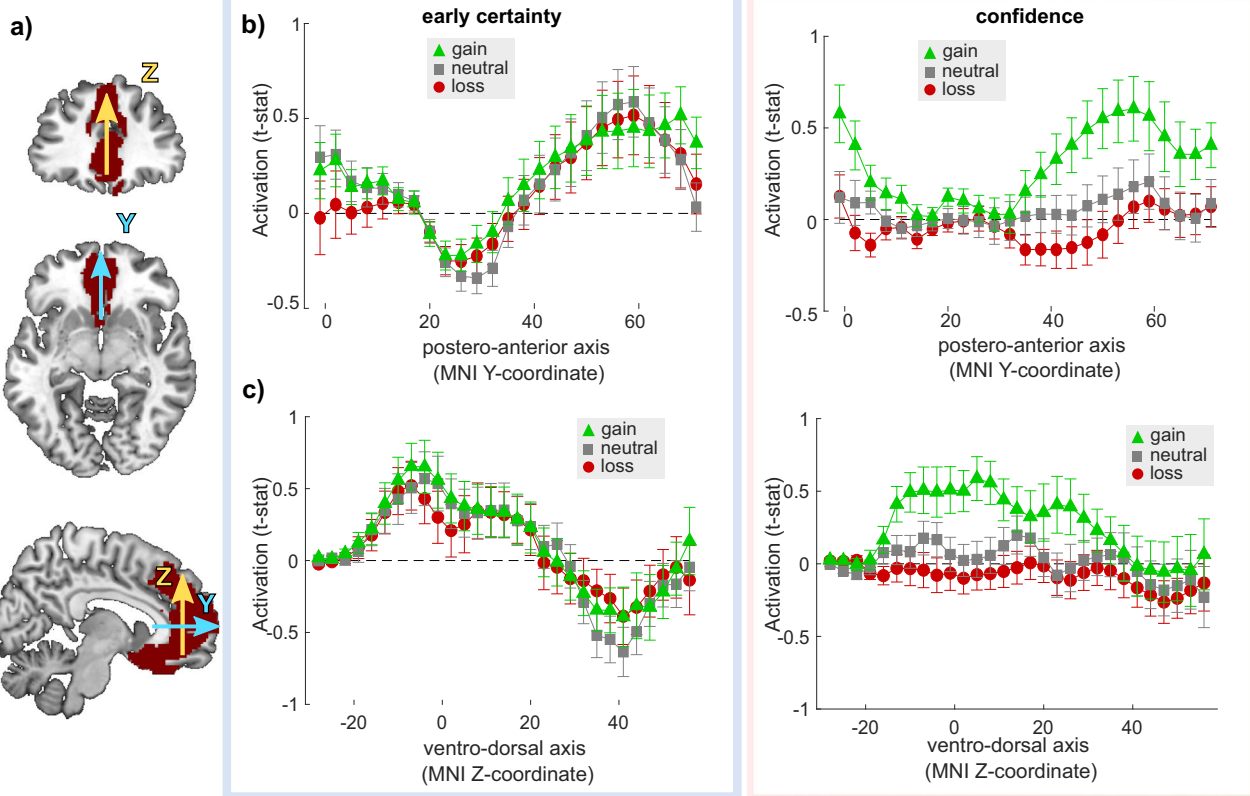 a)
Z
Y
Z
Y
b)
early certainty
gain
neutral
loss
Activation (t-stat)
1
0.5
0
-0.5
0
20
40
60
postero-anterior axis
(MNI Y-coordinate)
confidence
gain
neutral
loss
Activation (t-stat)
1
0.5
0
-0.5
0
20
40
60
postero-anterior axis
(MNI Y-coordinate)
c)
gain
neutral
loss
Activation (t-stat)
1
0.5
0
-0.5
-1
-20
0
20
40
ventro-dorsal axis
(MNI Z-coordinate)
gain
neutral
loss
Activation (t-stat)
1
0.5
0
-0.5
-1
-20
0
20
40
ventro-dorsal axis
(MNI Z-coordinate)